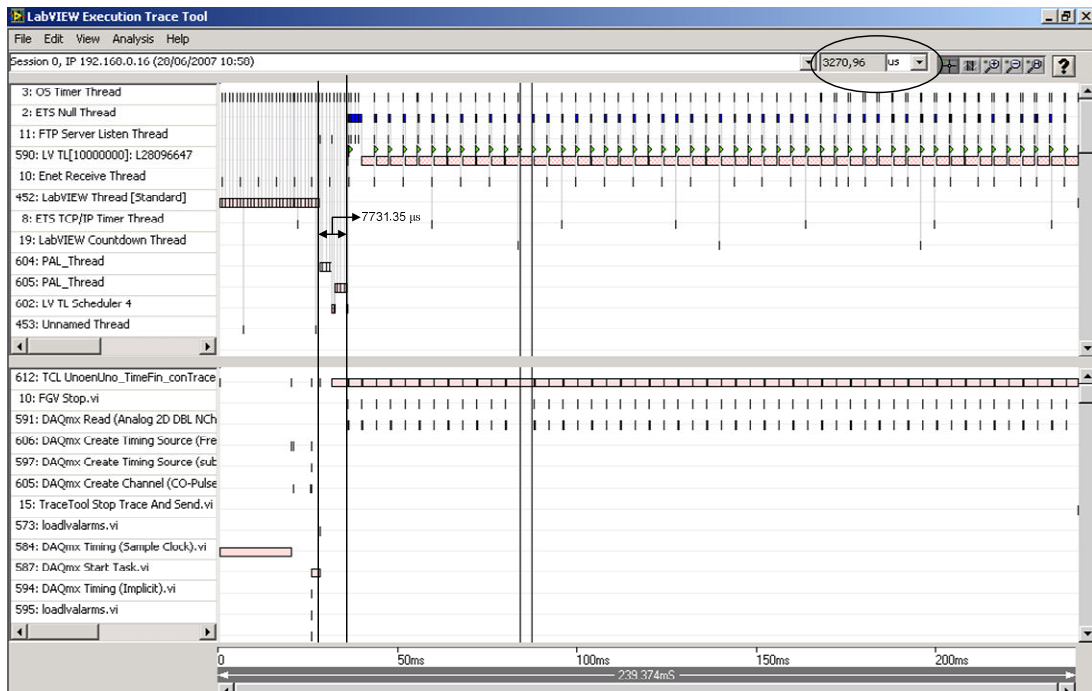 LabVIEW Execution Trace Tool
File Edit View Analysis Help
Session 0, IP 192.168.0.16 (28/06/2007 10:58)
3270,96 us
3: OS Timer Thread
2: ETS Null Thread
11: FTP Server Listen Thread
590: LV TL[10000000]: L28096647
10: Enet Receive Thread
452: LabVIEW Thread [Standard]
8: ETS TCP/IP Timer Thread
7731.35 µs
19: LabVIEW Countdown Thread
604: PAL_Thread
605: PAL_Thread
602: LV TL Scheduler 4
453: Unnamed Thread
612: TCL UnoenUno_TimeFin_conTrace
10: FGV Stop.vi
591: DAQmx Read (Analog 2D DBL NCh
606: DAQmx Create Timing Source (Fre
597: DAQmx Create Timing Source (sub
605: DAQmx Create Channel (CO-Pulse
15: TraceTool Stop Trace And Send.vi
573: loadlvalarms.vi
584: DAQmx Timing (Sample Clock).vi
587: DAQmx Start Task.vi
594: DAQmx Timing (Implicit).vi
595: loadlvalarms.vi
0 50ms 100ms 150ms 200ms
239.374mS